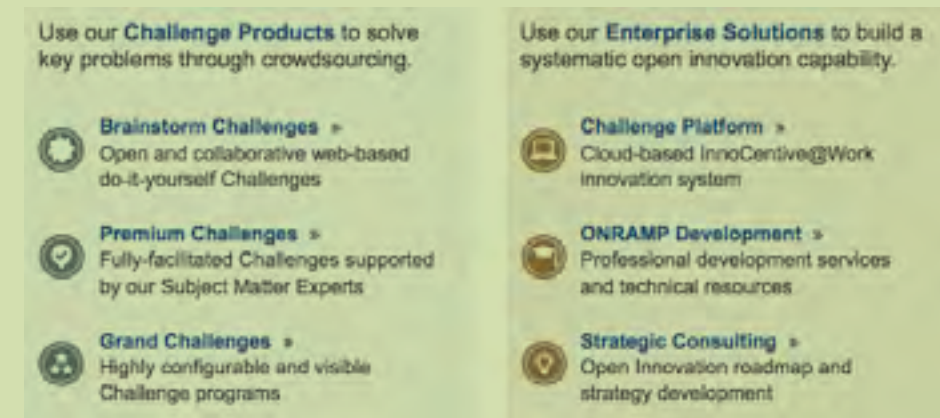 Use our Challenge Products to solve
key problems through crowdsourcing.
Brainstorm Challenges »
Open and collaborative web-based
do-it-yourself Challenges
Premium Challenges »
Fully-facilitated Challenges supported
by our Subject Matter Experts
Grand Challenges »
Highly configurable and visible
Challenge programs
Use our Enterprise Solutions to build a
systematic open innovation capability.
Challenge Platform »
Cloud-based InnoCentive@Work
innovation system
ONRAMP Development »
Professional development services
and technical resources
Strategic Consulting »
Open Innovation roadmap and
strategy development